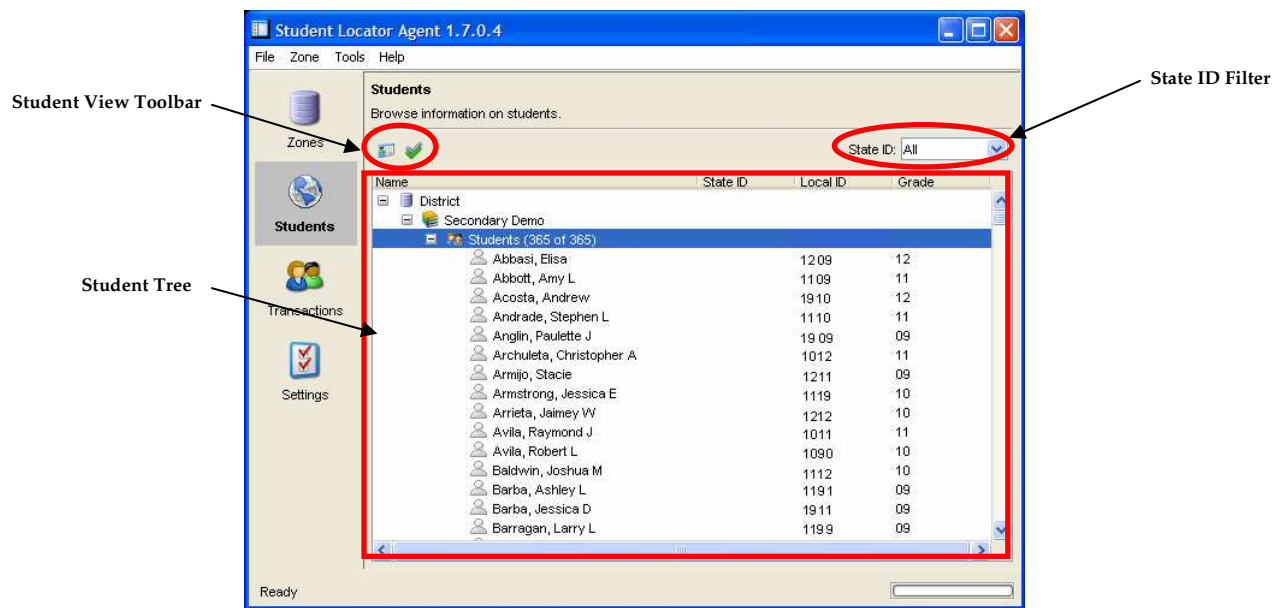 Student Locator Agent 1.7.0.4
File Zone Tools Help
Student View Toolbar
State ID Filter
Student Tree
Zones
Students
Transactions
Settings
Students
Browse information on students.
State ID: All
Name State ID Local ID Grade
District
Secondary Demo
Students (365 of 365)
Abbasi, Elisa 1209 12
Abbott, Amy L 1109 11
Acosta, Andrew 1910 12
Andrade, Stephen L 1110 11
Anglin, Paulette J 1909 09
Archuleta, Christopher A 1012 11
Armijo, Stacie 1211 09
Armstrong, Jessica E 1119 10
Arrieta, Jaimey W 1212 10
Avila, Raymond J 1011 11
Avila, Robert L 1090 10
Baldwin, Joshua M 1112 10
Barba, Ashley L 1191 09
Barba, Jessica D 1911 09
Barragan, Larry L 1199 09
Ready